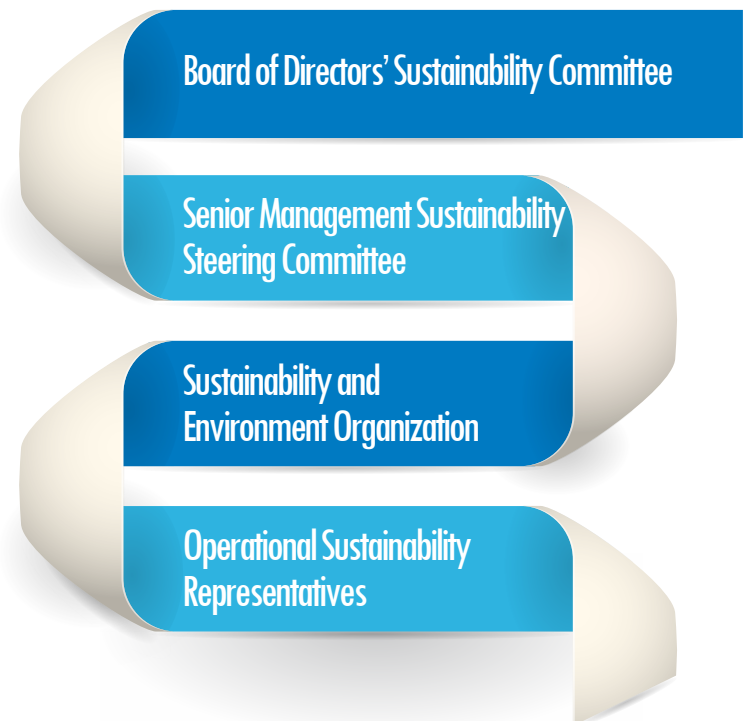 Board of Directors’ Sustainability Committee
Senior Management Sustainability
Steering Committee
Sustainability and
Environment Organization
Operational Sustainability
Representatives